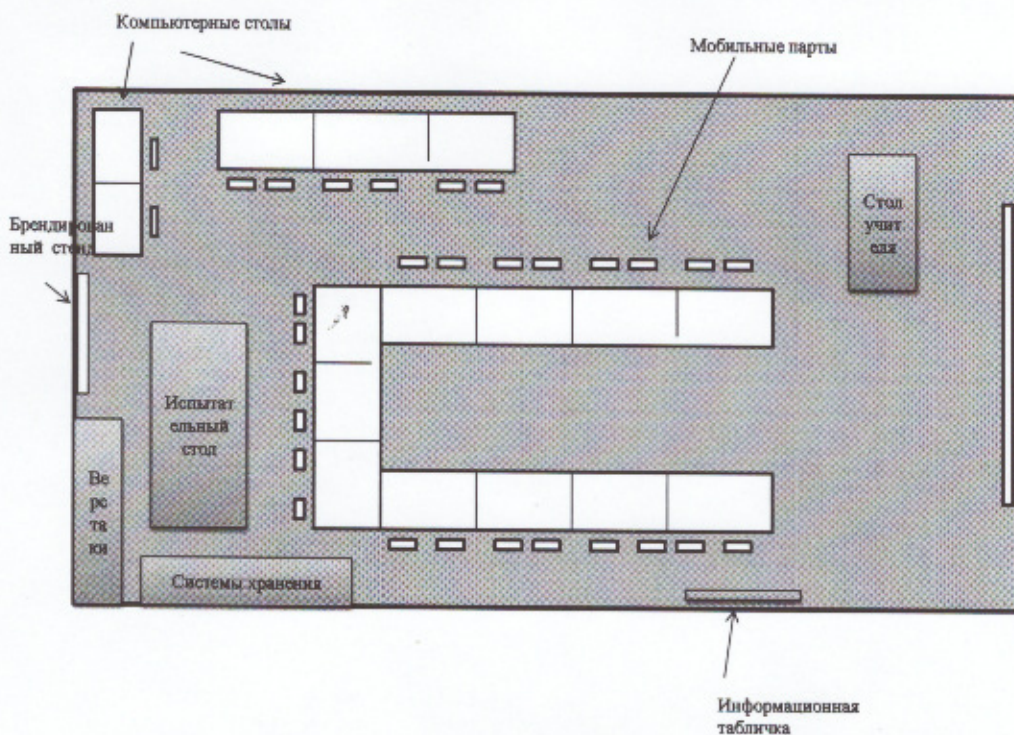 Компьютерные столы
Мобильные парты
Стол
учит
еля
Брендирован
ный стенд
Испытат
ельный
стол
Ве
рс
та
ки
Системы хранения
Информационная
табличка